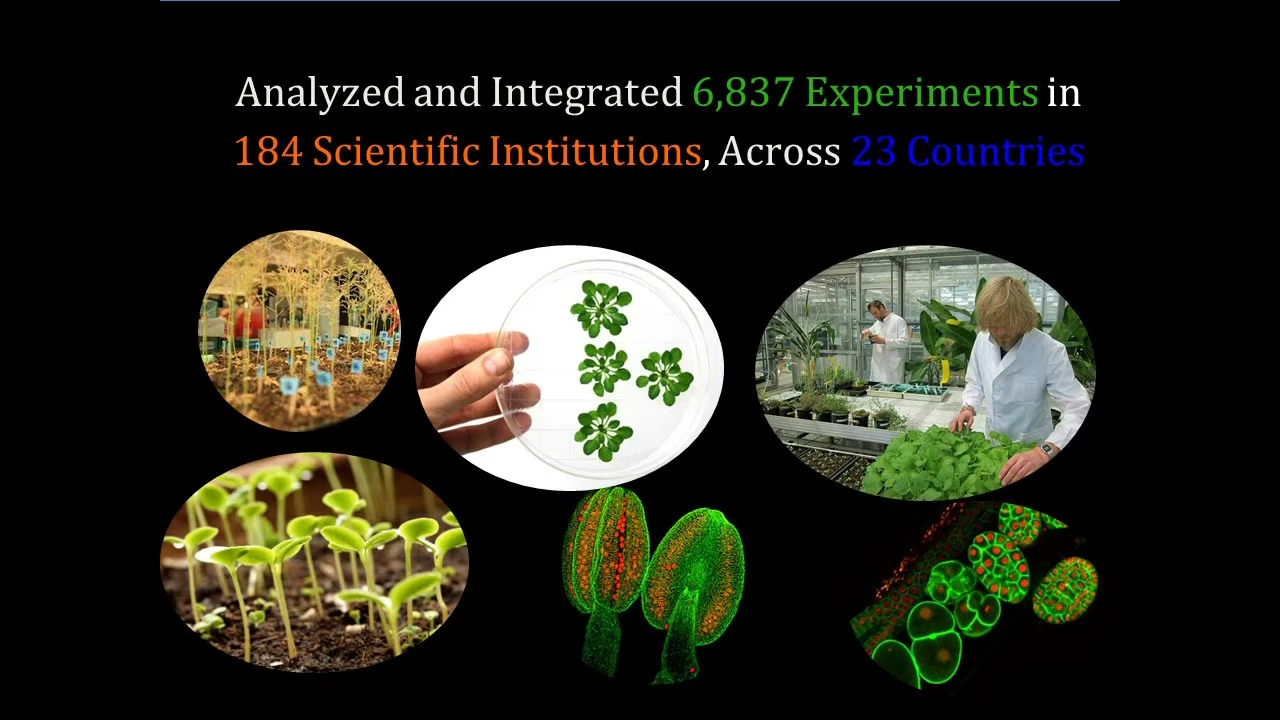 Analyzed and Integrated 6,837 Experiments in
184 Scientific Institutions, Across 23 Countries